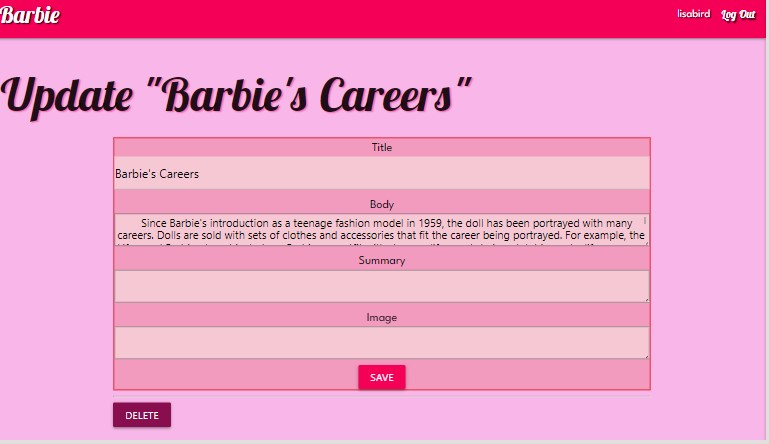 Barbie
lisabird
Log Out
Update "Barbie's Careers"
Title
Barbie's Careers
Body
Since Barbie's introduction as a teenage fashion model in 1959, the doll has been portrayed with many
careers. Dolls are sold with sets of clothes and accessories that fit the career being portrayed. For example, the
Summary
Image
SAVE
DELETE